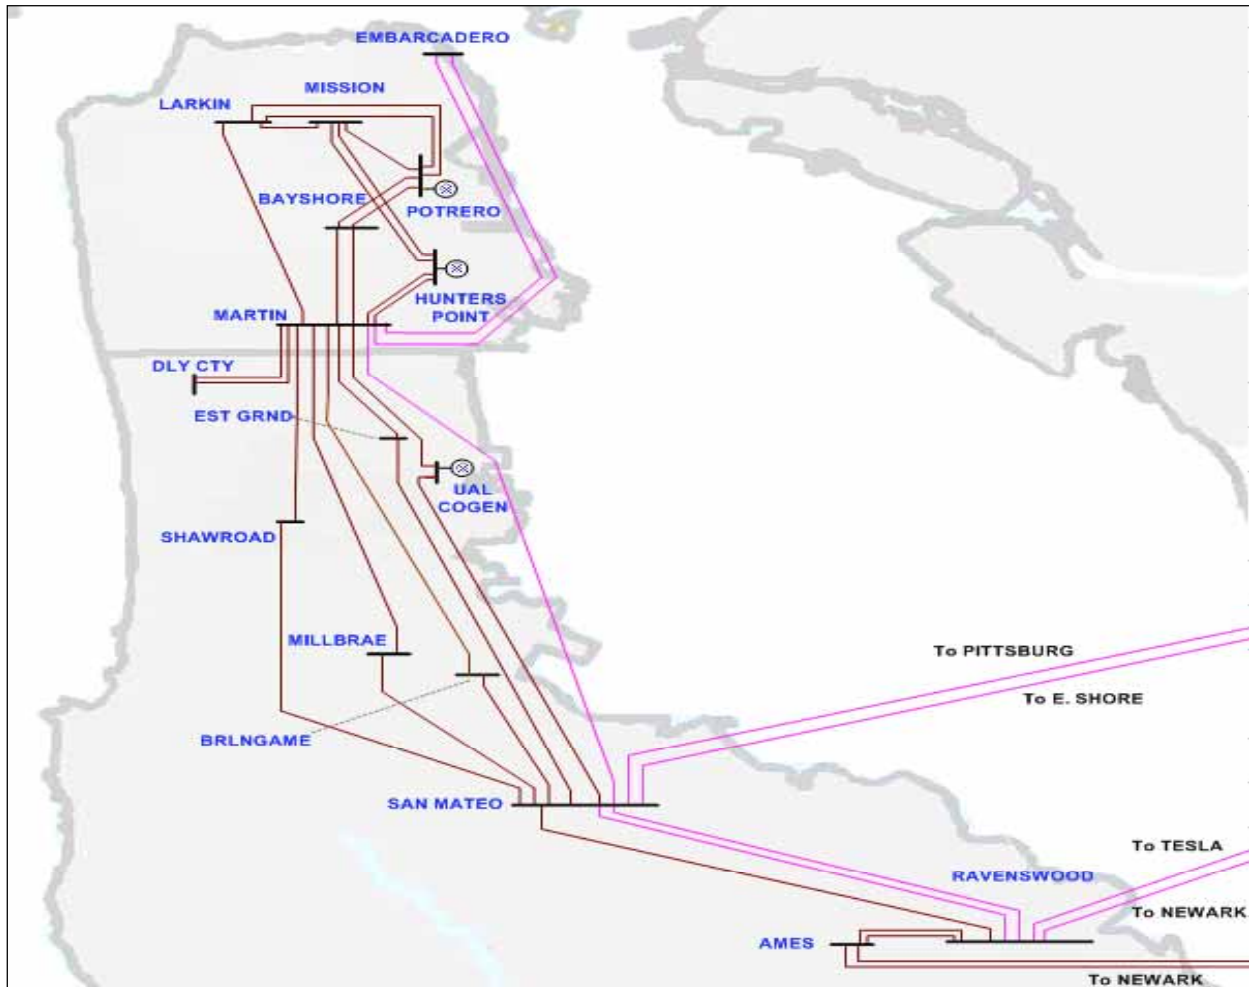 EMBARCADERO
MISSION
LARKIN
BAYSHORE
POTRERO
HUNTERS
POINT
MARTIN
DLY CTY
EST GRND
UAL
COGEN
SHAWROAD
MILLBRAE
To PITTSBURG
To E. SHORE
BRLNGAME
SAN MATEO
To TESLA
RAVENSWOOD
To NEWARK
AMES
To NEWARK